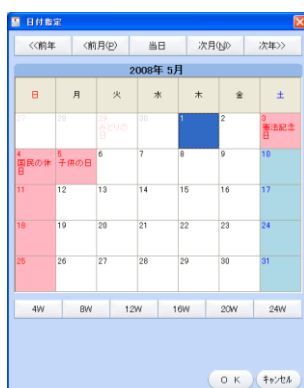 日付鑑定
<<前年 <前月(P) 当日 次月(N)> 次年>>
2008年 5月
日 月 火 水 木 金 土
27 28 29 30 1 2 3
みどりの日
憲法記念日
4 5 6 7 8 9 10
国民の休日 子供の日
11 12 13 14 15 16 17
18 19 20 21 22 23 24
25 26 27 28 29 30 31
4W 8W 12W 16W 20W 24W
ＯＫ ｷｬﾝｾﾙ